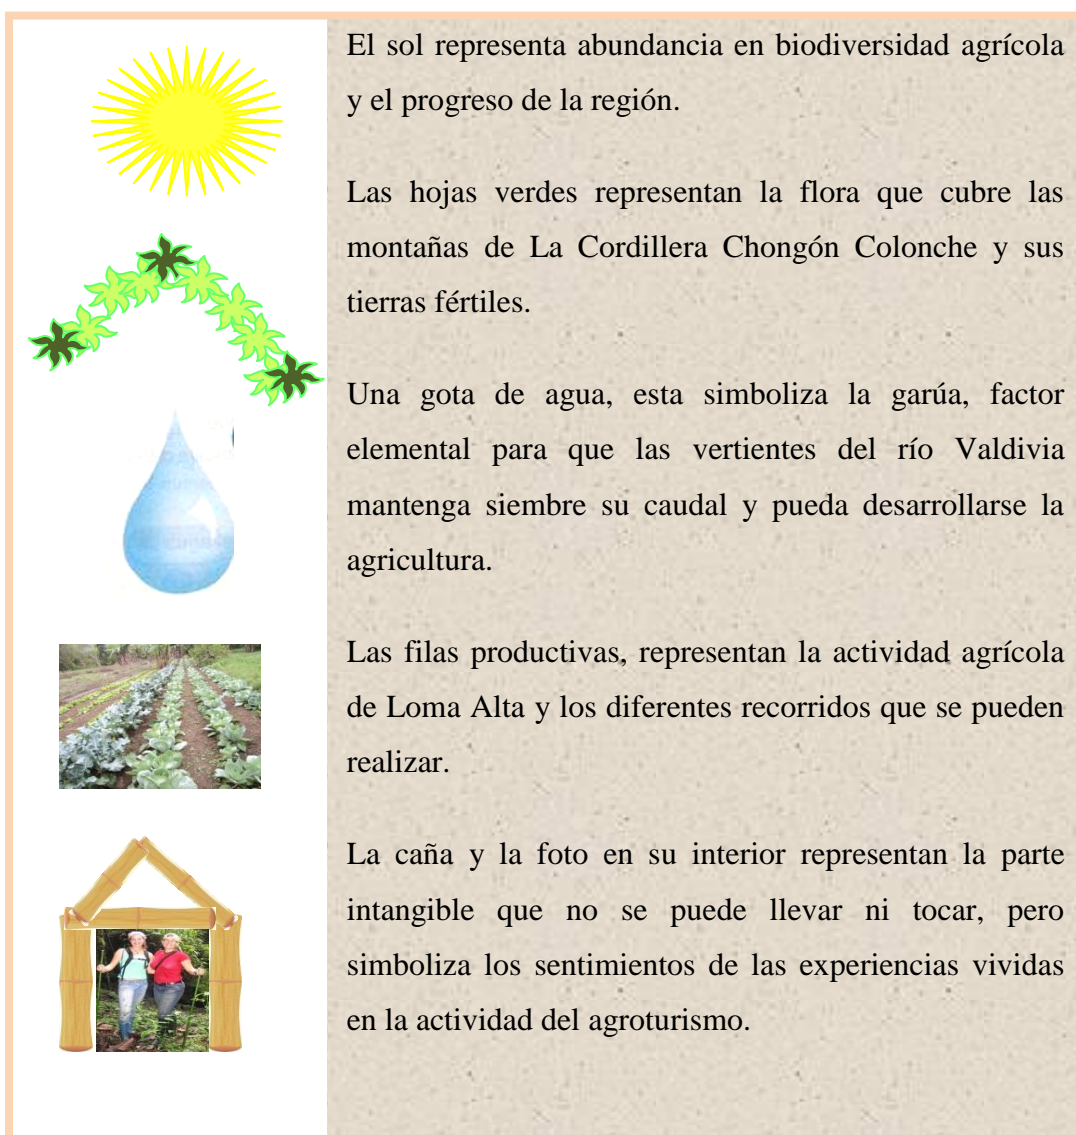 El sol representa abundancia en biodiversidad agrícola
y el progreso de la región.
Las hojas verdes representan la flora que cubre las
montañas de La Cordillera Chongón Colonche y sus
tierras fértiles.
Una gota de agua, esta simboliza la garúa, factor
elemental para que las vertientes del río Valdivia
mantenga siembre su caudal y pueda desarrollarse la
agricultura.
Las filas productivas, representan la actividad agrícola
de Loma Alta y los diferentes recorridos que se pueden
realizar.
La caña y la foto en su interior representan la parte
intangible que no se puede llevar ni tocar, pero
simboliza los sentimientos de las experiencias vividas
en la actividad del agroturismo.